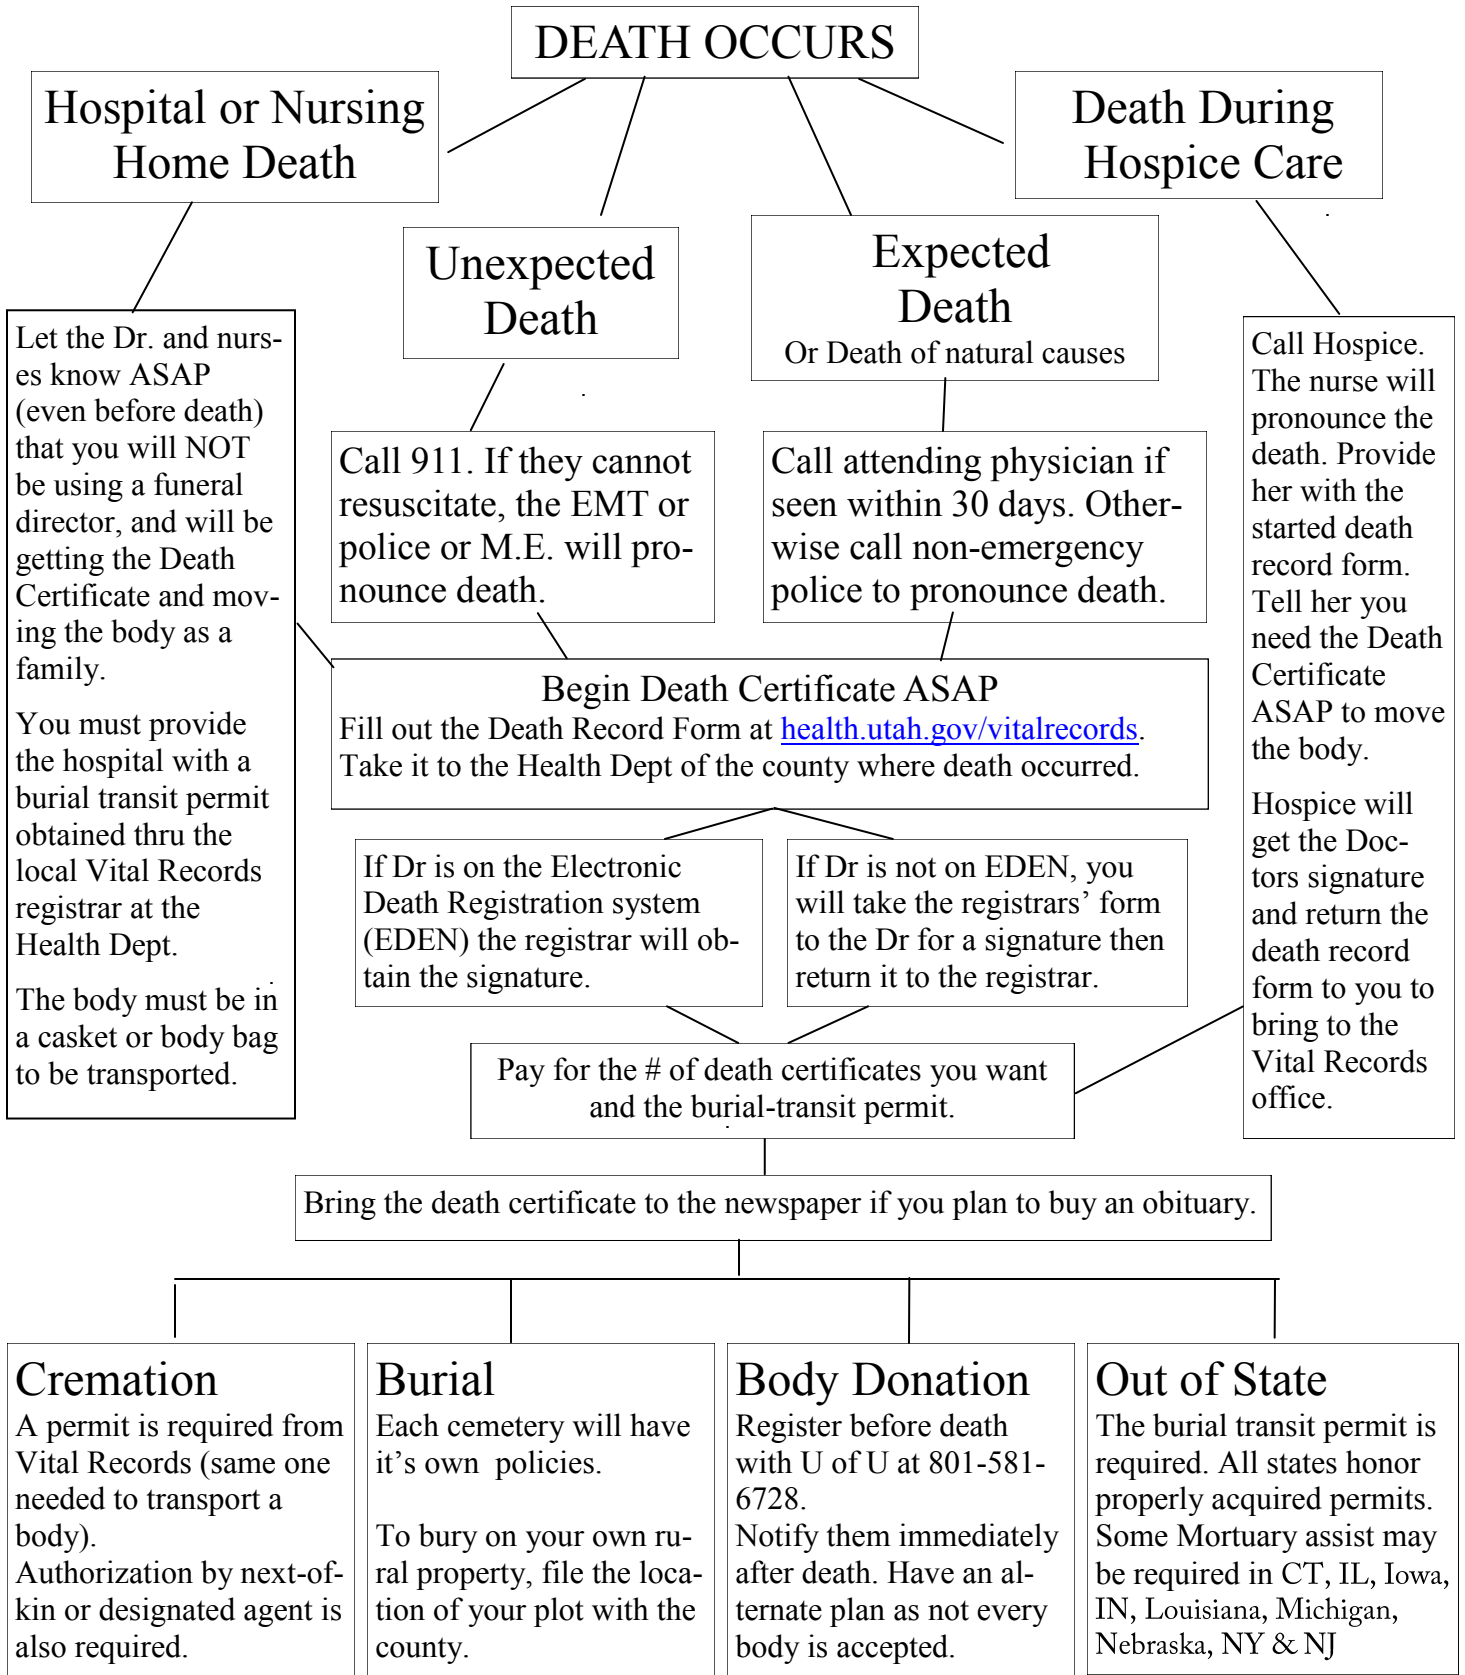 DEATH OCCURS
Hospital or Nursing
Home Death
Death During
Hospice Care
Unexpected
Death
Expected
Death
Or Death of natural causes
Let the Dr. and nurs-
es know ASAP
(even before death)
that you will NOT
be using a funeral
director, and will be
getting the Death
Certificate and mov-
ing the body as a
family.
You must provide
the hospital with a
burial transit permit
obtained thru the
local Vital Records
registrar at the
Health Dept.
The body must be in
a casket or body bag
to be transported.
Call 911. If they cannot
resuscitate, the EMT or
police or M.E. will pro-
nounce death.
Call attending physician if
seen within 30 days. Other-
wise call non-emergency
police to pronounce death.
Call Hospice.
The nurse will
pronounce the
death. Provide
her with the
started death
record form.
Tell her you
need the Death
Certificate
ASAP to move
the body.
Hospice will
get the Doc-
tors signature
and return the
death record
form to you to
bring to the
Vital Records
office.
Begin Death Certificate ASAP
Fill out the Death Record Form at health.utah.gov/vitalrecords.
Take it to the Health Dept of the county where death occurred.
If Dr is on the Electronic
Death Registration system
(EDEN) the registrar will ob-
tain the signature.
If Dr is not on EDEN, you
will take the registrars’ form
to the Dr for a signature then
return it to the registrar.
Pay for the # of death certificates you want
and the burial-transit permit.
Bring the death certificate to the newspaper if you plan to buy an obituary.
Cremation
A permit is required from
Vital Records (same one
needed to transport a
body).
Authorization by next-of-
kin or designated agent is
also required.
Burial
Each cemetery will have
it’s own policies.
To bury on your own ru-
ral property, file the loca-
tion of your plot with the
county.
Body Donation
Register before death
with U of U at 801-581-
6728.
Notify them immediately
after death. Have an al-
ternate plan as not every
body is accepted.
Out of State
The burial transit permit is
required. All states honor
properly acquired permits.
Some Mortuary assist may
be required in CT, IL, Iowa,
IN, Louisiana, Michigan,
Nebraska, NY & NJ